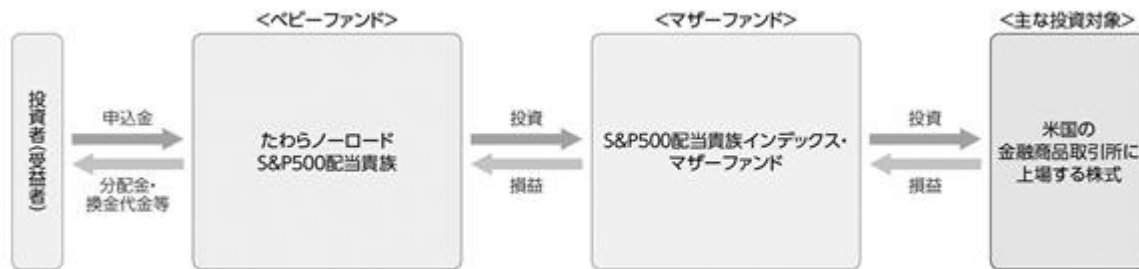 <ベビーファンド>
<マザーファンド>
<主な投資対象>
投資者(受益者)
申込金
分配金・
換金代金等
たわらノーロード
S&P500配当貴族
投資
損益
S&P500配当貴族インデックス・
マザーファンド
投資
損益
米国の
金融商品取引所に
上場する株式